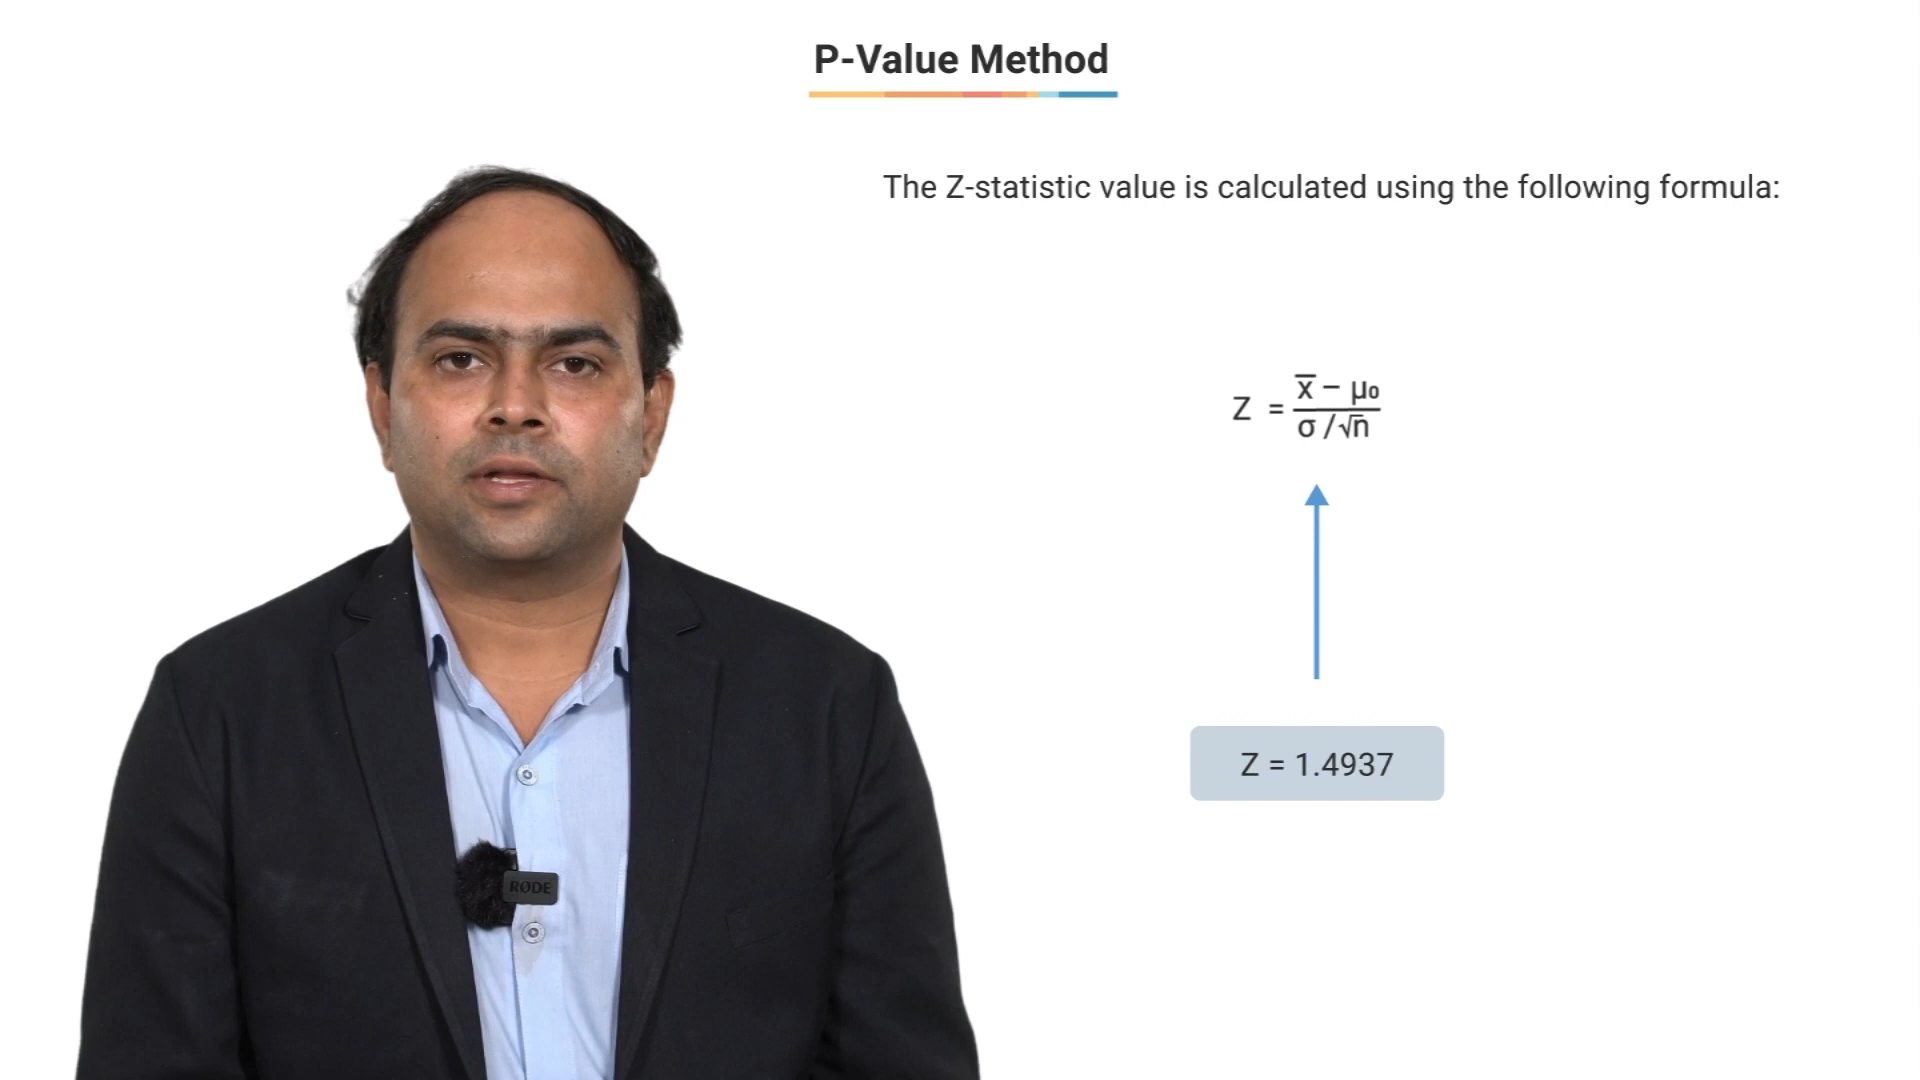 P-Value Method
The Z-statistic value is calculated using the following formula:
Z = x̅ − μ₀ / σ /√n
Z = 1.4937
RØDE